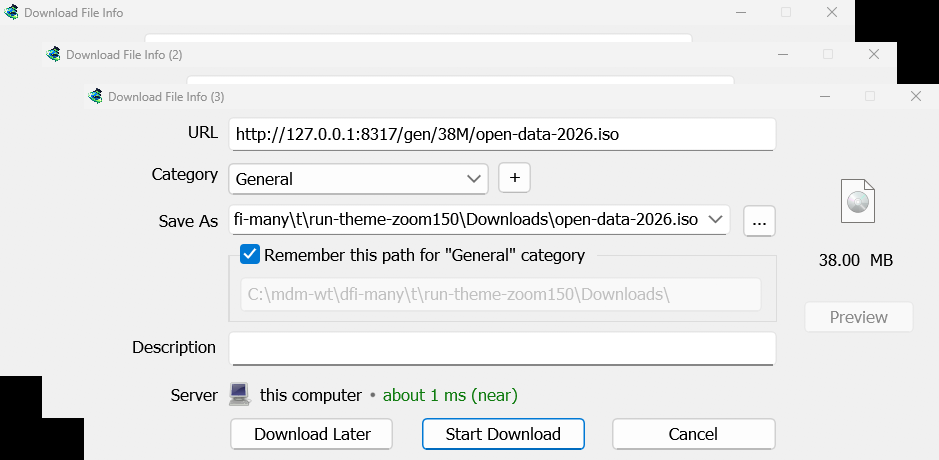 Download File Info
Download File Info (2)
Download File Info (3)
URL http://127.0.0.1:8317/gen/38M/open-data-2026.iso
Category General +
Save As fi-many\t\run-theme-zoom150\Downloads\open-data-2026.iso ...
Remember this path for "General" category
C:\mdm-wt\dfi-many\t\run-theme-zoom150\Downloads\
38.00 MB
Preview
Description
Server this computer • about 1 ms (near)
Download Later Start Download Cancel